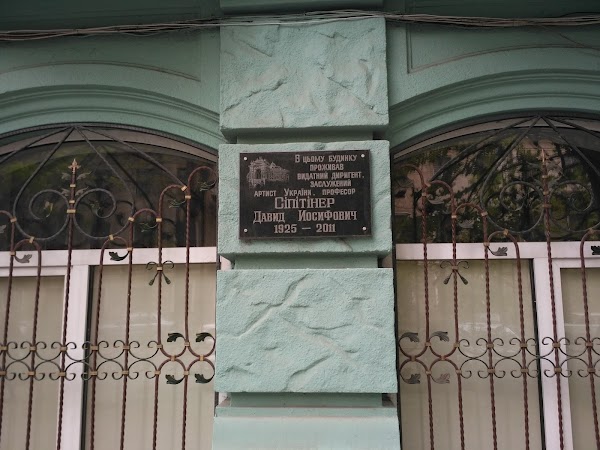 В цьому будинку
проживав
видатний диригент,
заслужений
артист України, професор
Сіпітінер
Давид Иосифович
1925 — 2011